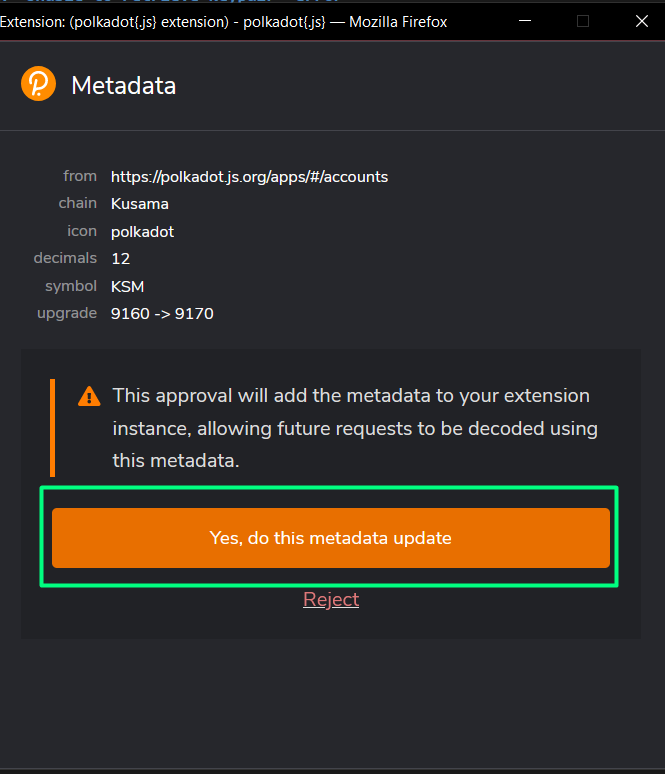 Extension: (polkadot{.js} extension) - polkadot{.js} — Mozilla Firefox
Metadata
from https://polkadot.js.org/apps/#/accounts
chain Kusama
icon polkadot
decimals 12
symbol KSM
upgrade 9160 -> 9170
This approval will add the metadata to your extension
instance, allowing future requests to be decoded using
this metadata.
Yes, do this metadata update
Reject